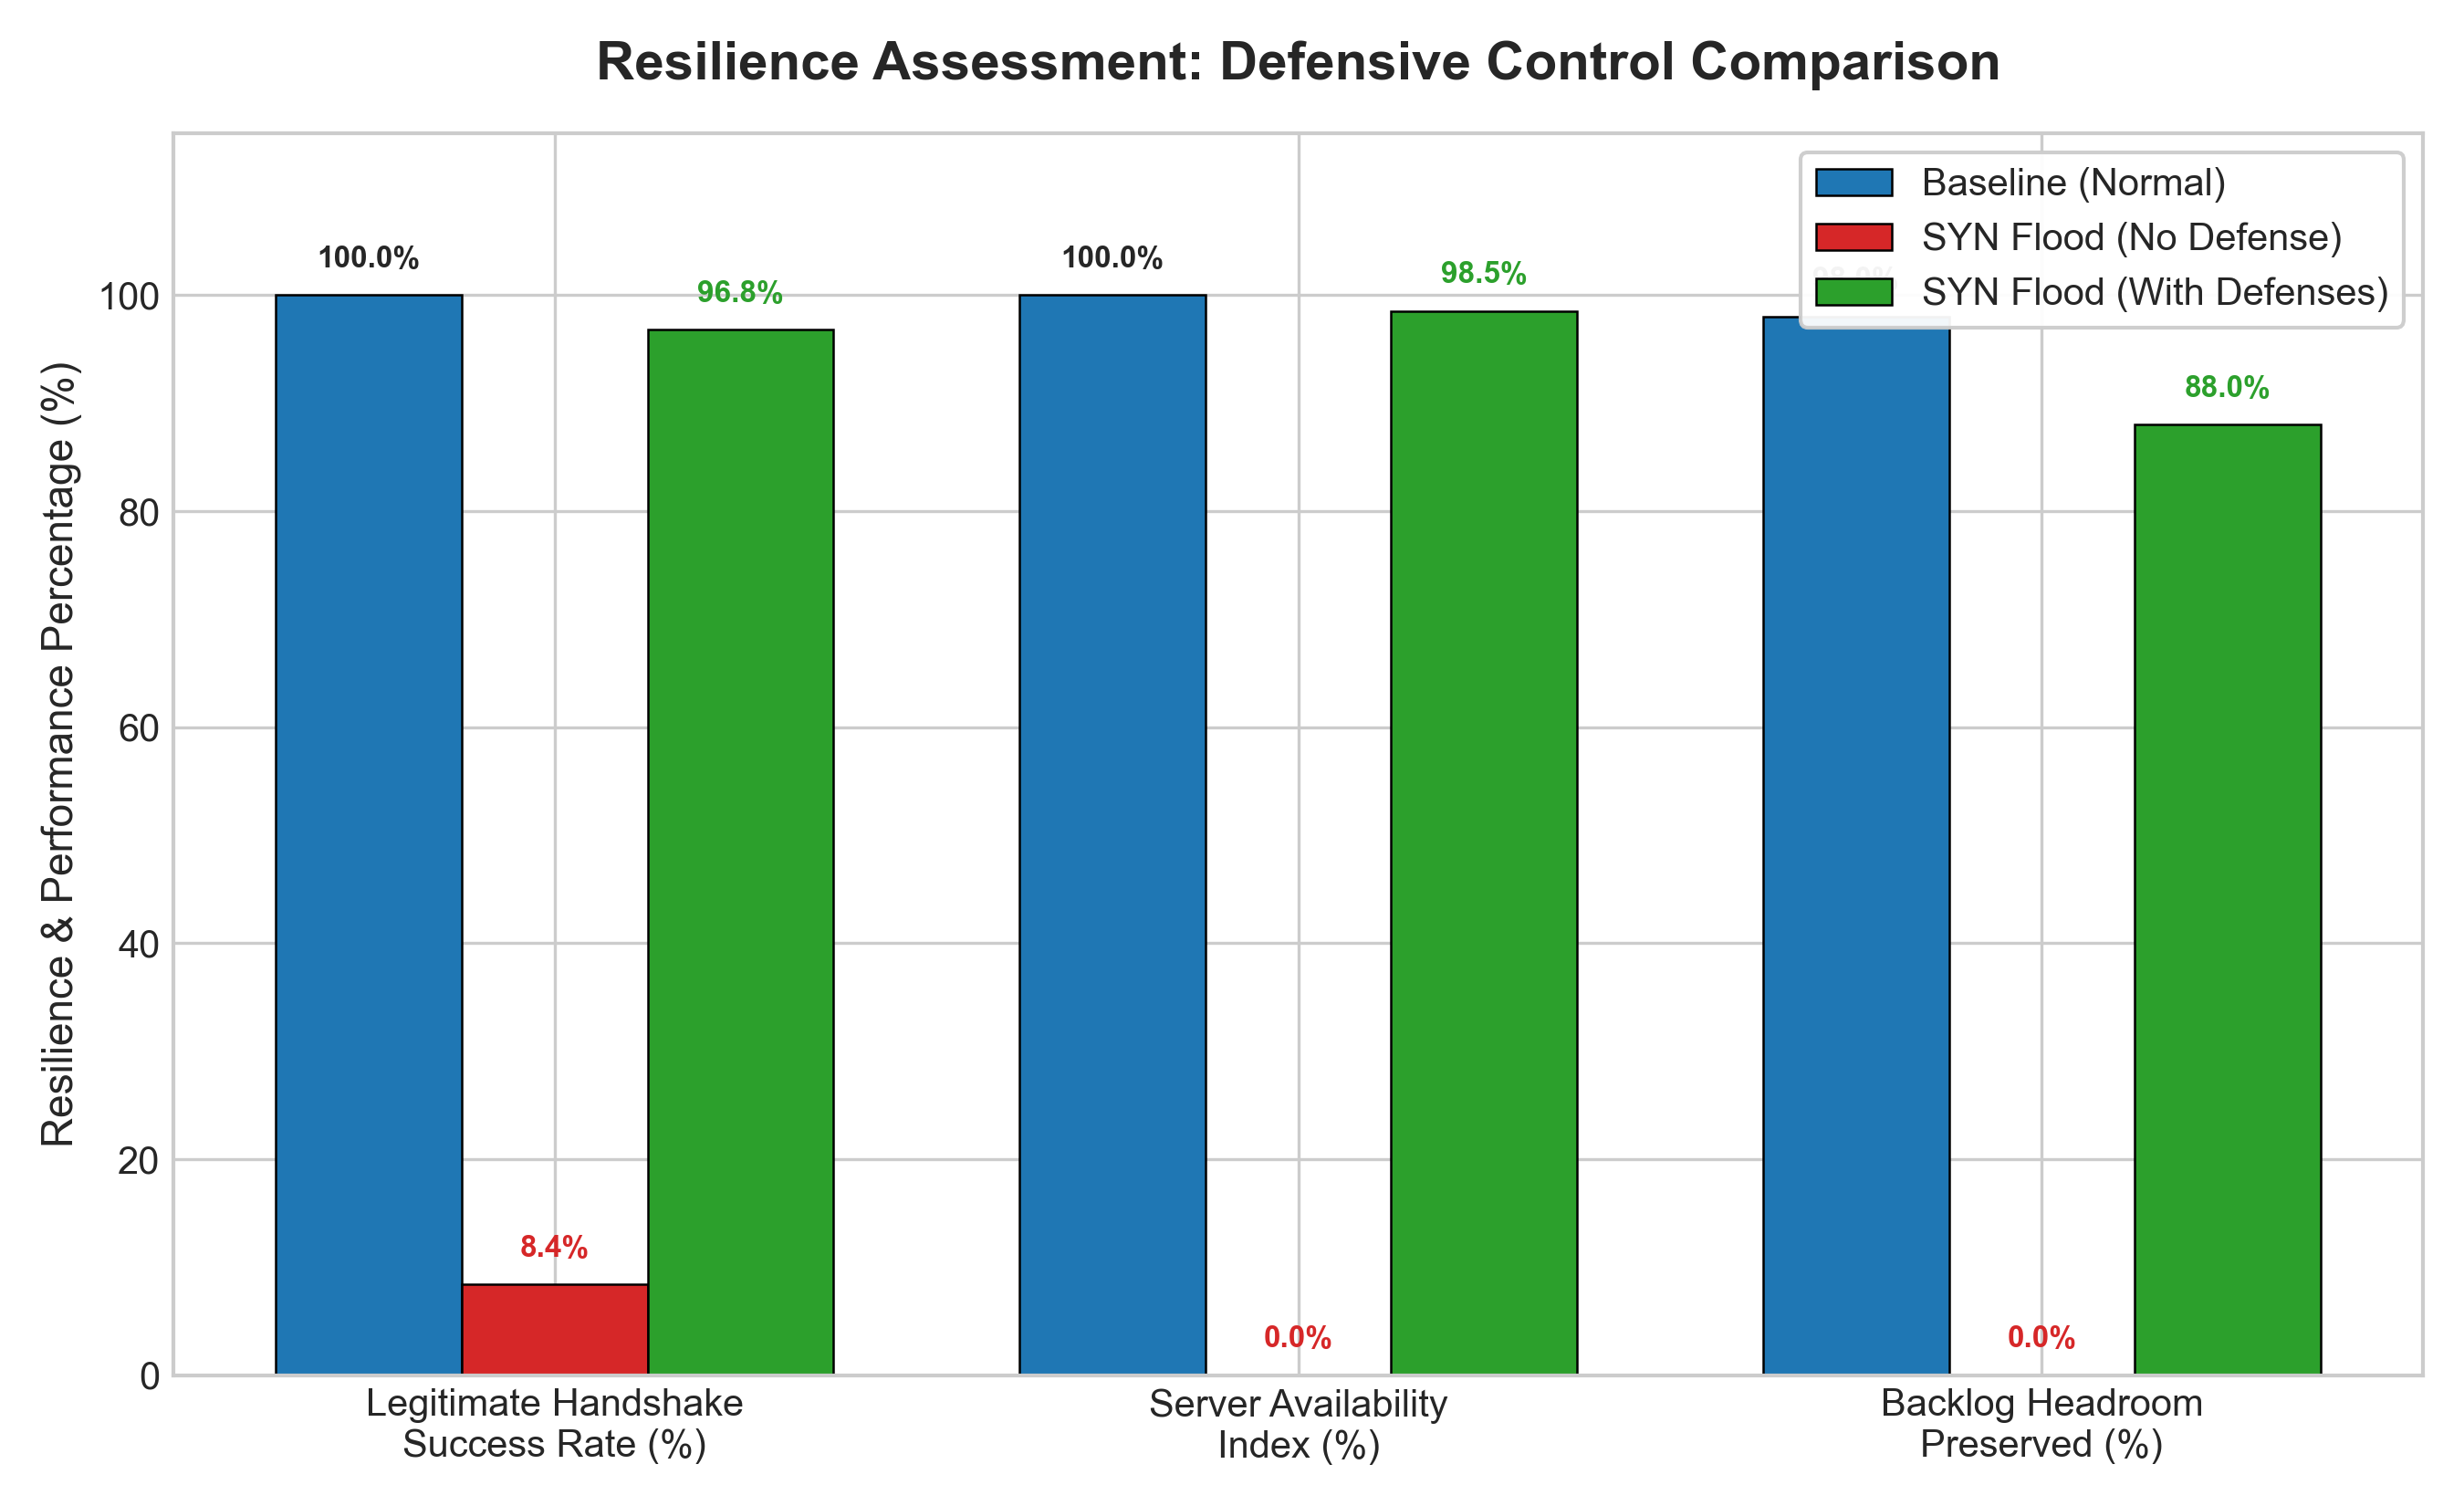 Resilience Assessment: Defensive Control Comparison
Baseline (Normal)
SYN Flood (No Defense)
SYN Flood (With Defenses)
100.0%
8.4%
96.8%
100.0%
0.0%
98.5%
98.0%
0.0%
88.0%
Resilience & Performance Percentage (%)
100
80
60
40
20
0
Legitimate Handshake
Success Rate (%)
Server Availability
Index (%)
Backlog Headroom
Preserved (%)